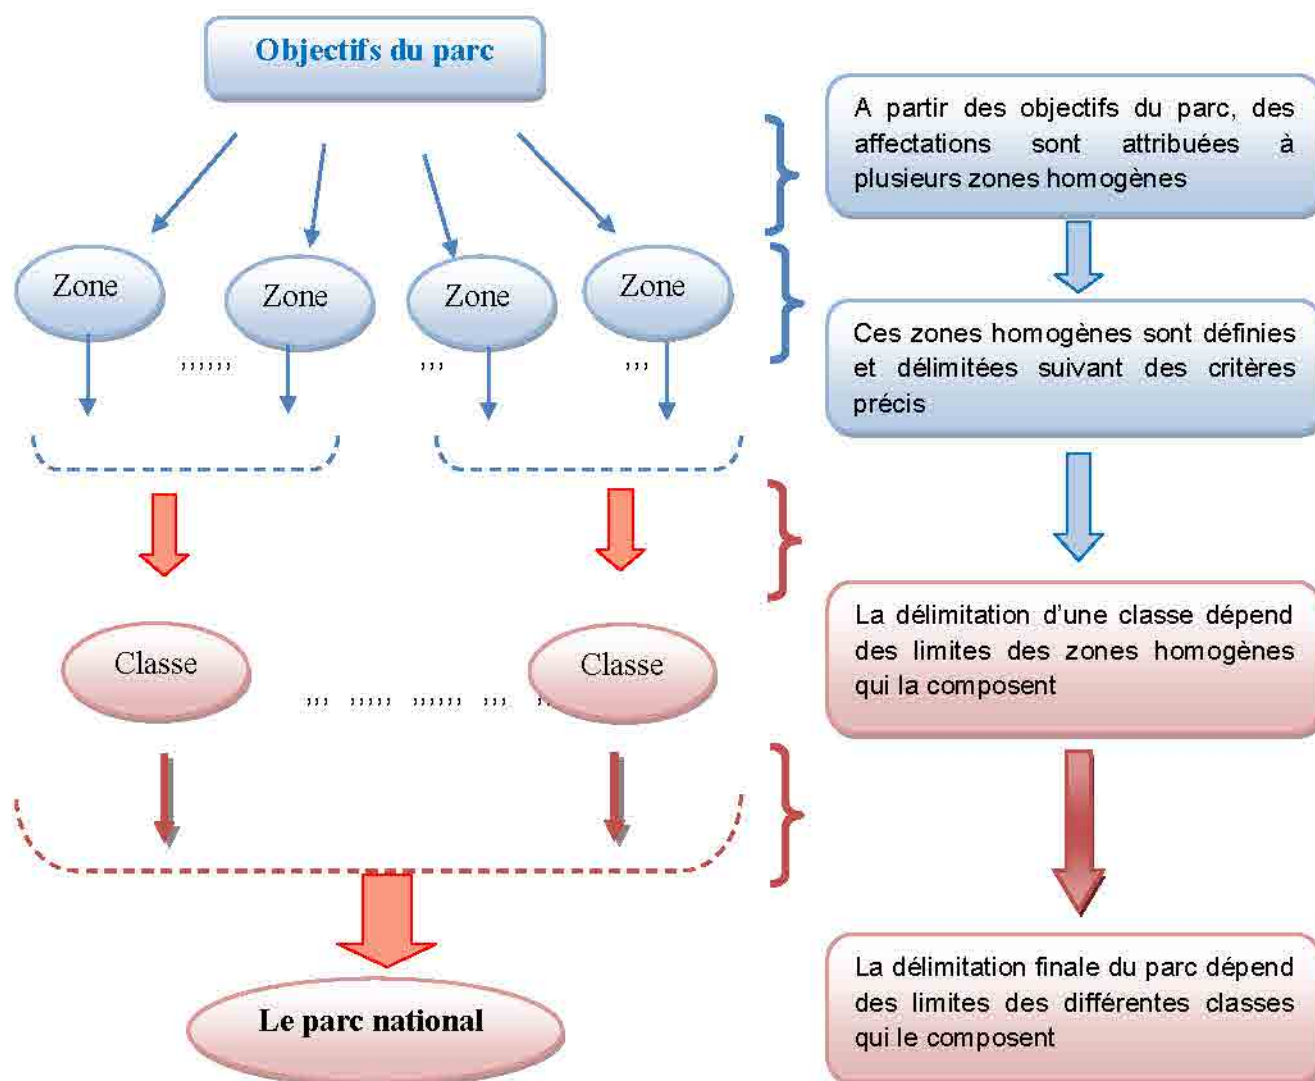 Objectifs du parc
A partir des objectifs du parc, des
affectations sont attribuées à
plusieurs zones homogènes
Zone
Zone
Zone
Zone
,,,,,,
,,,
,,,
Ces zones homogènes sont définies
et délimitées suivant des critères
précis
La délimitation d'une classe dépend
des limites des zones homogènes
qui la composent
Classe
Classe
,,, ,,,,, ,,,,,, ,,, ,,
Le parc national
La délimitation finale du parc dépend
des limites des différentes classes
qui le composent